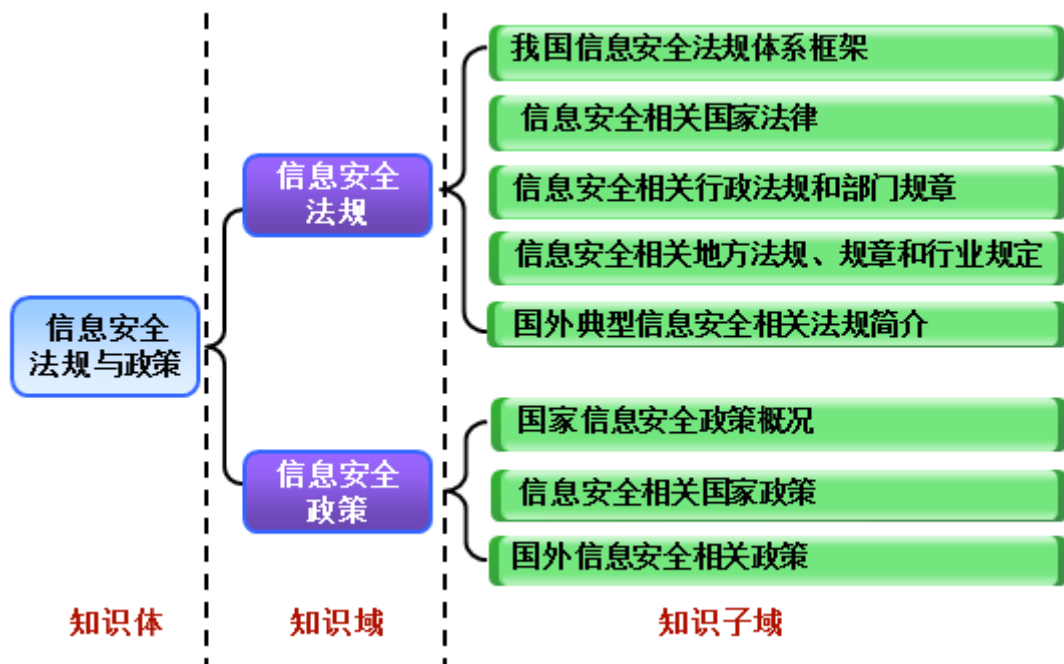 信息安全
法规与政策
信息安全
法规
我国信息安全法规体系框架
信息安全相关国家法律
信息安全相关行政法规和部门规章
信息安全相关地方法规、规章和行业规定
国外典型信息安全相关法规简介
信息安全
政策
国家信息安全政策概况
信息安全相关国家政策
国外信息安全相关政策
知识体
知识域
知识子域